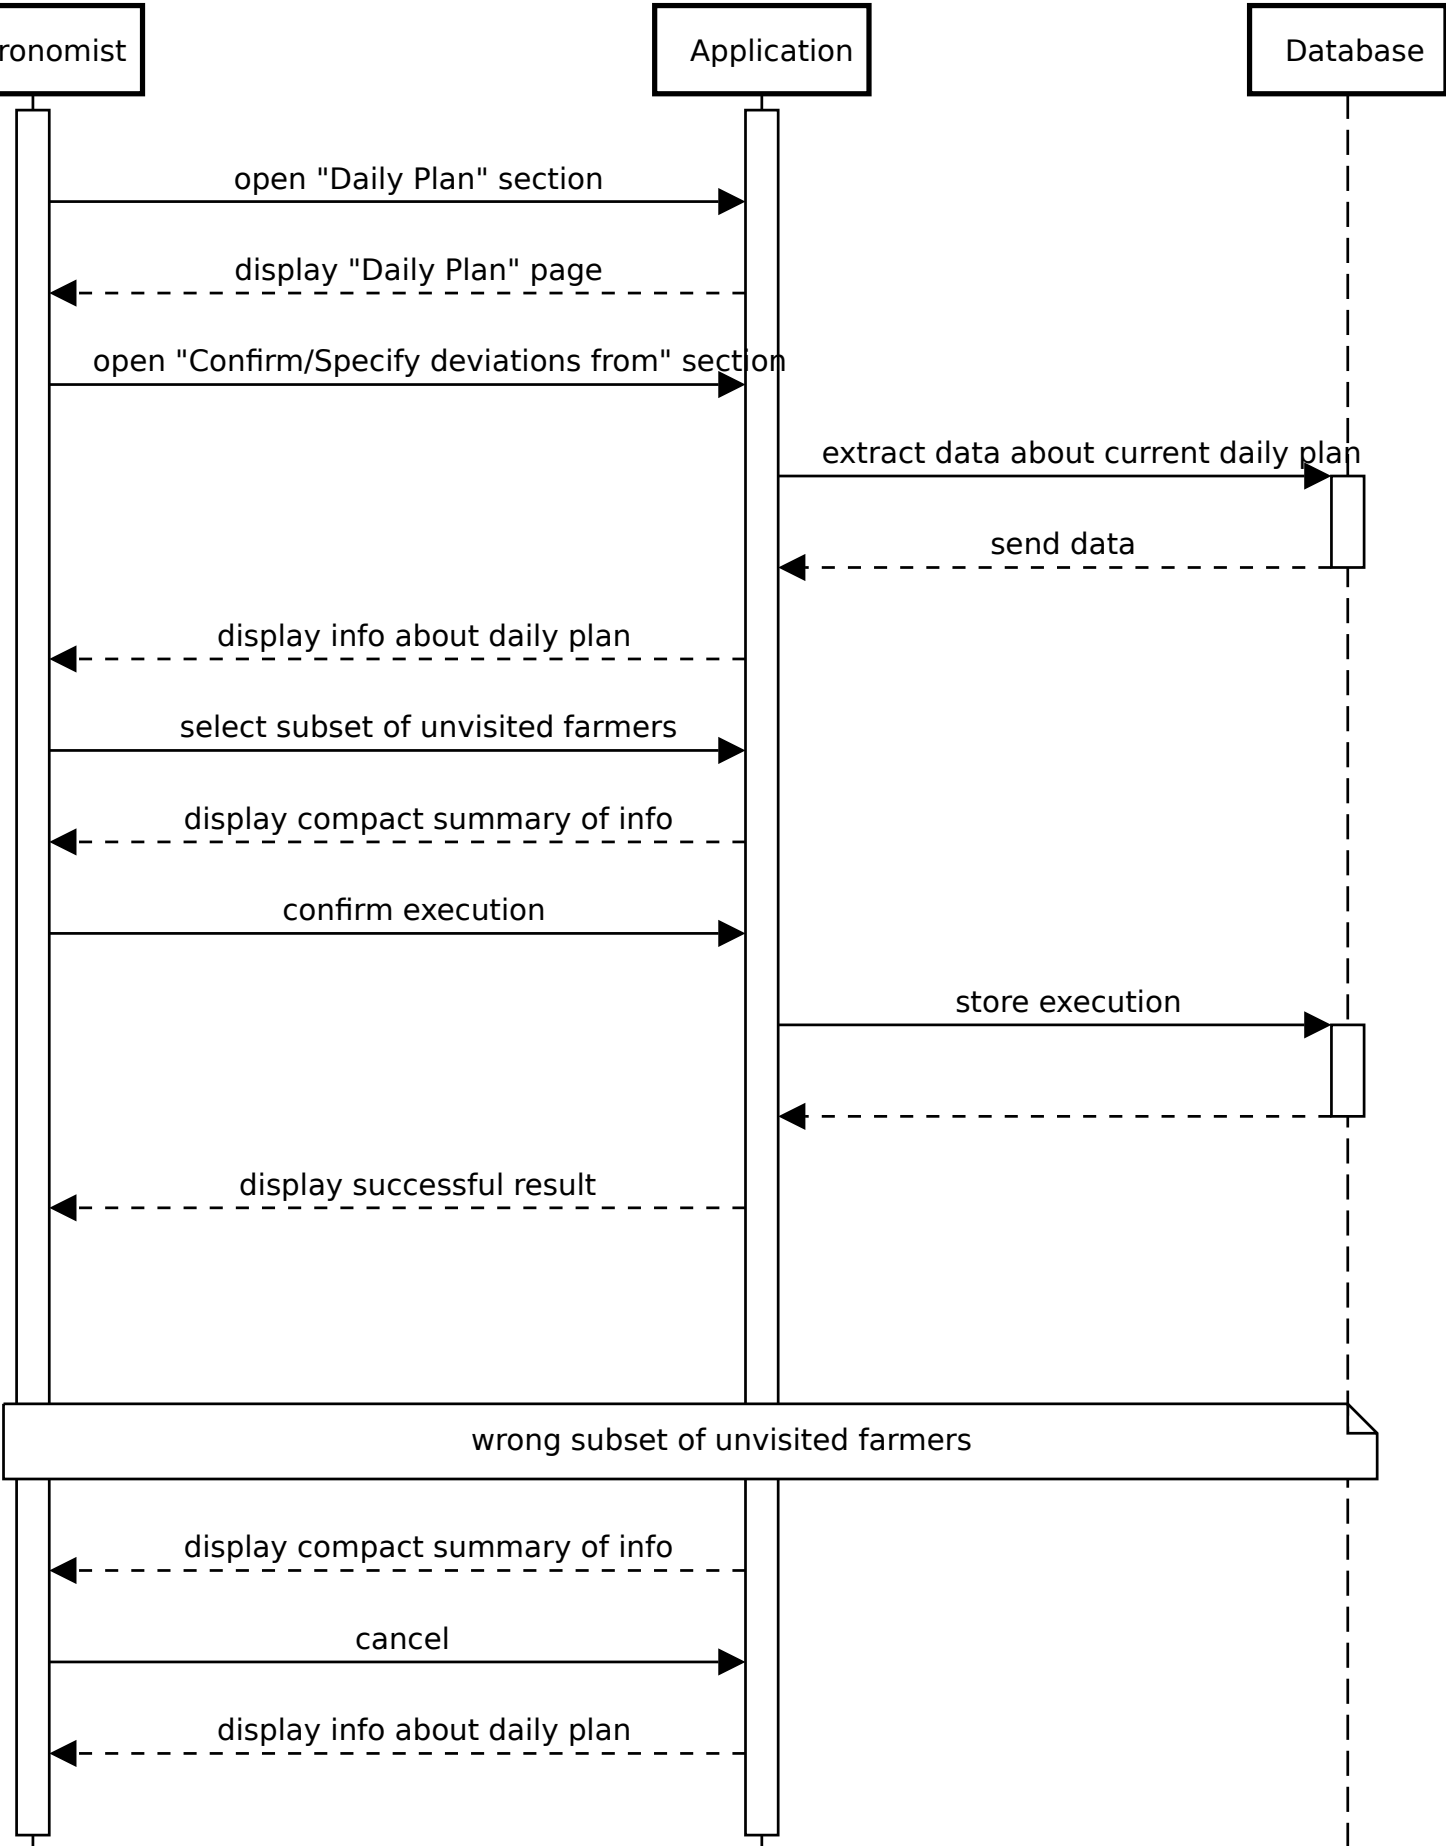 ronomist
Application
Database
open "Daily Plan" section
display "Daily Plan" page
open "Confirm/Specify deviations from" section
extract data about current daily plan
send data
display info about daily plan
select subset of unvisited farmers
display compact summary of info
confirm execution
store execution
display successful result
wrong subset of unvisited farmers
display compact summary of info
cancel
display info about daily plan